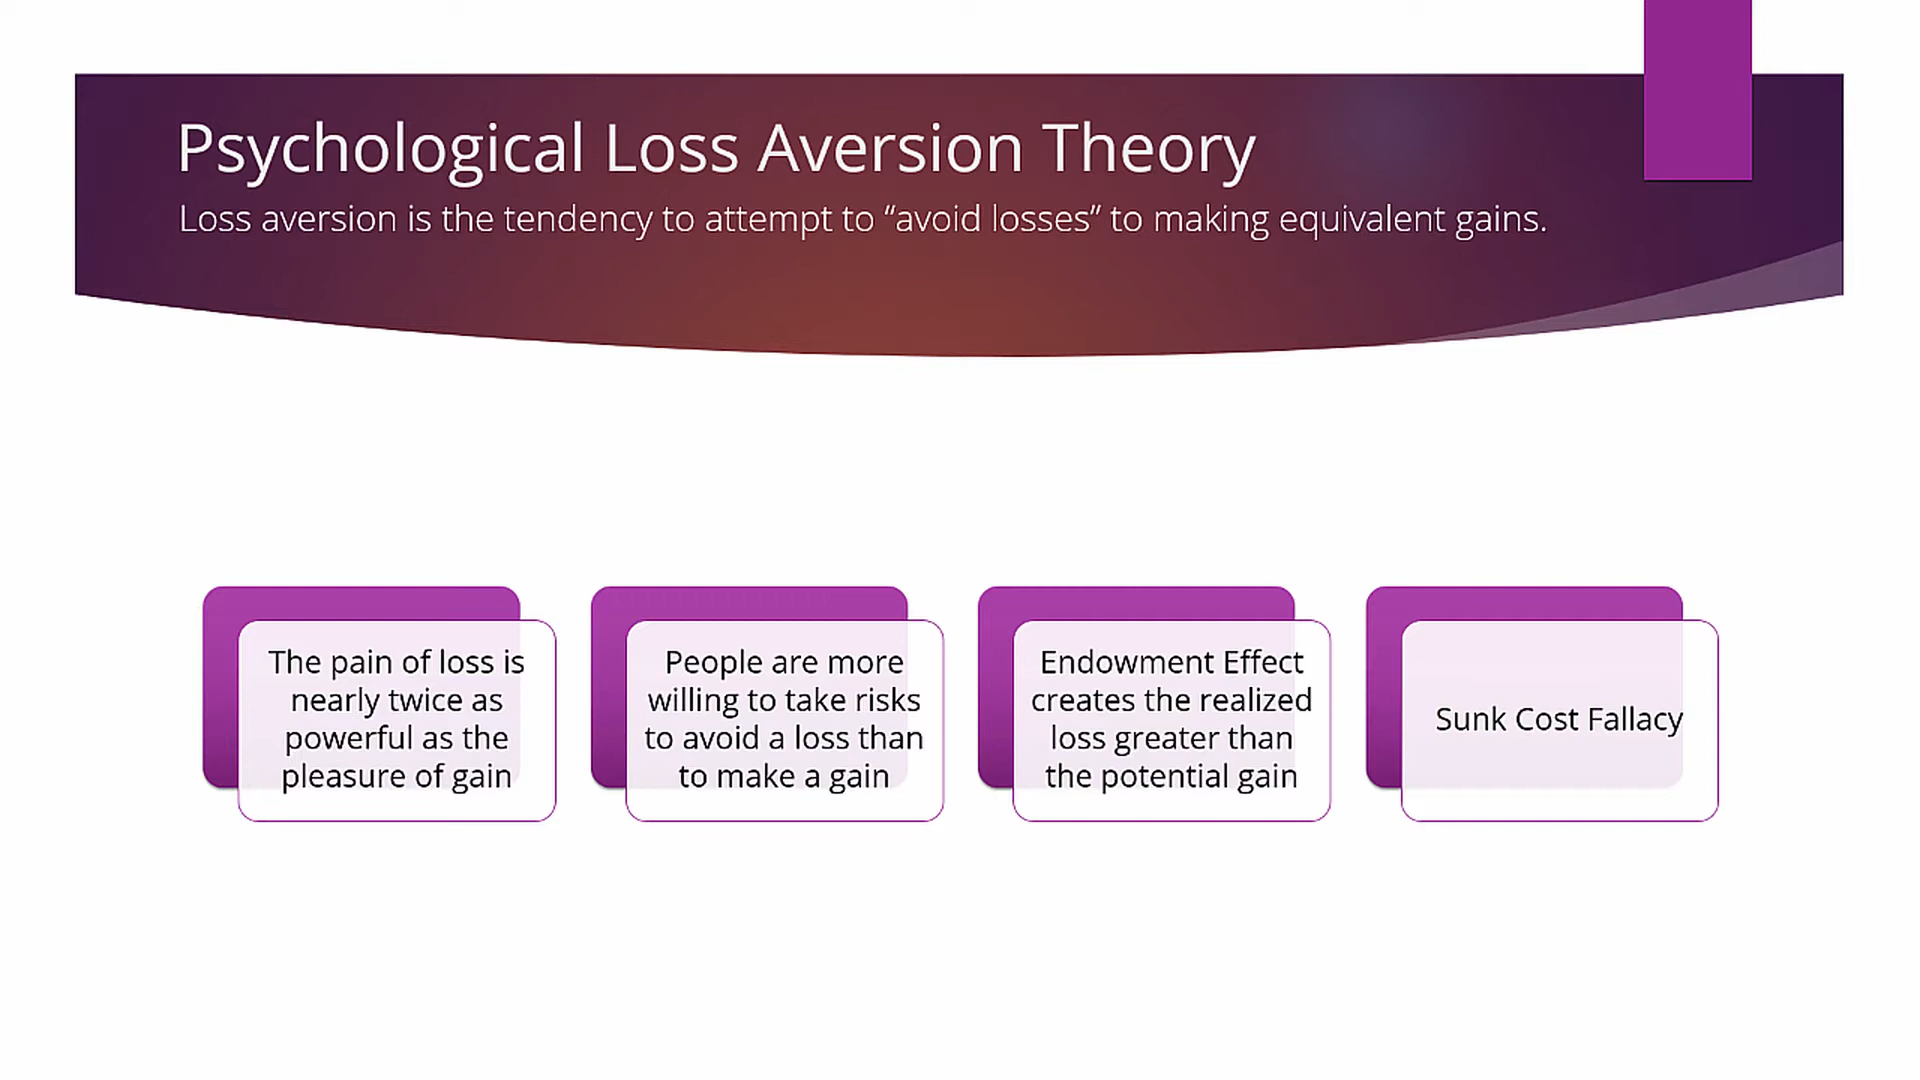 Psychological Loss Aversion Theory
Loss aversion is the tendency to attempt to “avoid losses” to making equivalent gains.
The pain of loss is
nearly twice as
powerful as the
pleasure of gain
People are more
willing to take risks
to avoid a loss than
to make a gain
Endowment Effect
creates the realized
loss greater than
the potential gain
Sunk Cost Fallacy